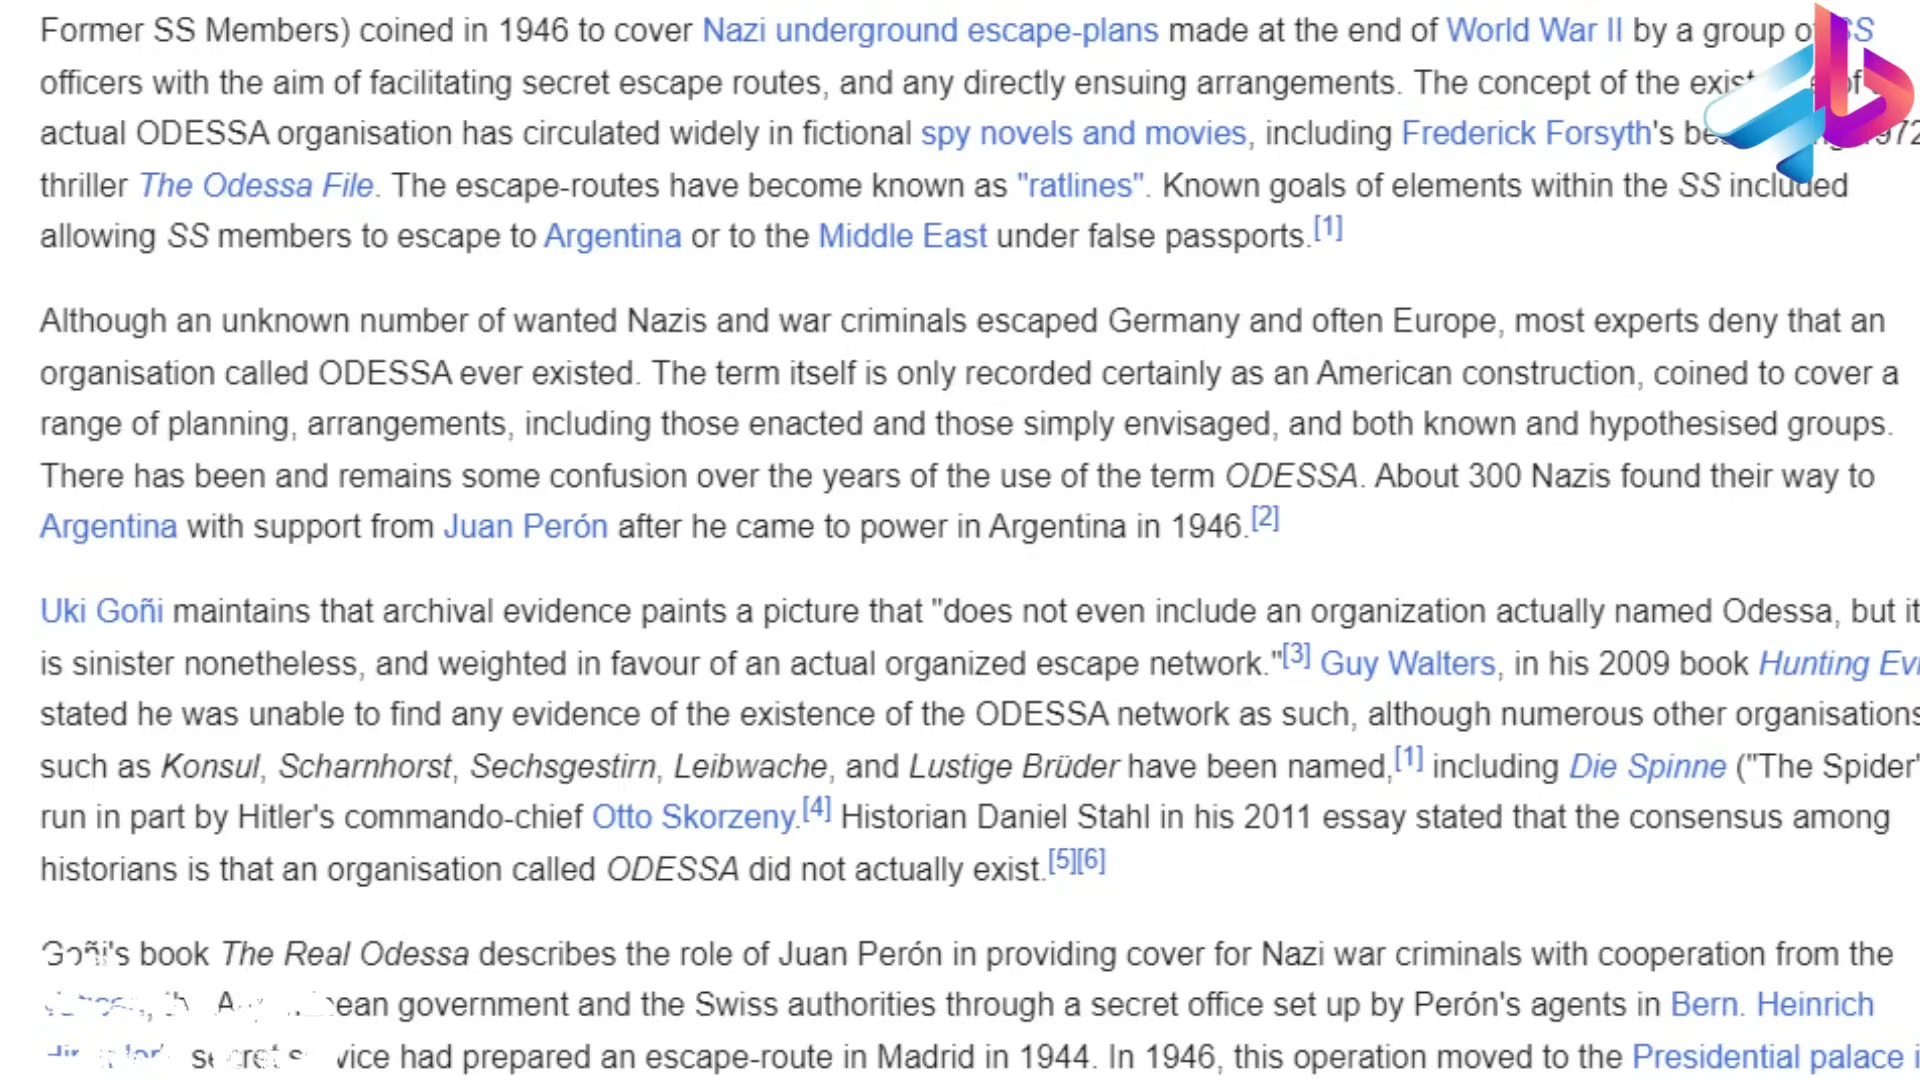 Former SS Members) coined in 1946 to cover Nazi underground escape-plans made at the end of World War II by a group of SS
officers with the aim of facilitating secret escape routes, and any directly ensuing arrangements. The concept of the
actual ODESSA organisation has circulated widely in fictional spy novels and movies, including Frederick Forsyth's
thriller The Odessa File. The escape-routes have become known as "ratlines". Known goals of elements within the SS included
allowing SS members to escape to Argentina or to the Middle East under false passports.[1]
Although an unknown number of wanted Nazis and war criminals escaped Germany and often Europe, most experts deny that an
organisation called ODESSA ever existed. The term itself is only recorded certainly as an American construction, coined to cover a
range of planning, arrangements, including those enacted and those simply envisaged, and both known and hypothesised groups.
There has been and remains some confusion over the years of the use of the term ODESSA. About 300 Nazis found their way to
Argentina with support from Juan Perón after he came to power in Argentina in 1946.[2]
Uki Goñi maintains that archival evidence paints a picture that "does not even include an organization actually named Odessa, but it
is sinister nonetheless, and weighted in favour of an actual organized escape network."[3] Guy Walters, in his 2009 book Hunting
stated he was unable to find any evidence of the existence of the ODESSA network as such, although numerous other organisations
such as Konsul, Scharnhorst, Sechsgestirn, Leibwache, and Lustige Brüder have been named,[1] including Die Spinne ("The Spider"
run in part by Hitler's commando-chief Otto Skorzeny.[4] Historian Daniel Stahl in his 2011 essay stated that the consensus among
historians is that an organisation called ODESSA did not actually exist.[5][6]
Goñi's book The Real Odessa describes the role of Juan Perón in providing cover for Nazi war criminals with cooperation from the
government and the Swiss authorities through a secret office set up by Perón's agents in Bern. Heinrich
secret service had prepared an escape-route in Madrid in 1944. In 1946, this operation moved to the Presidential palace